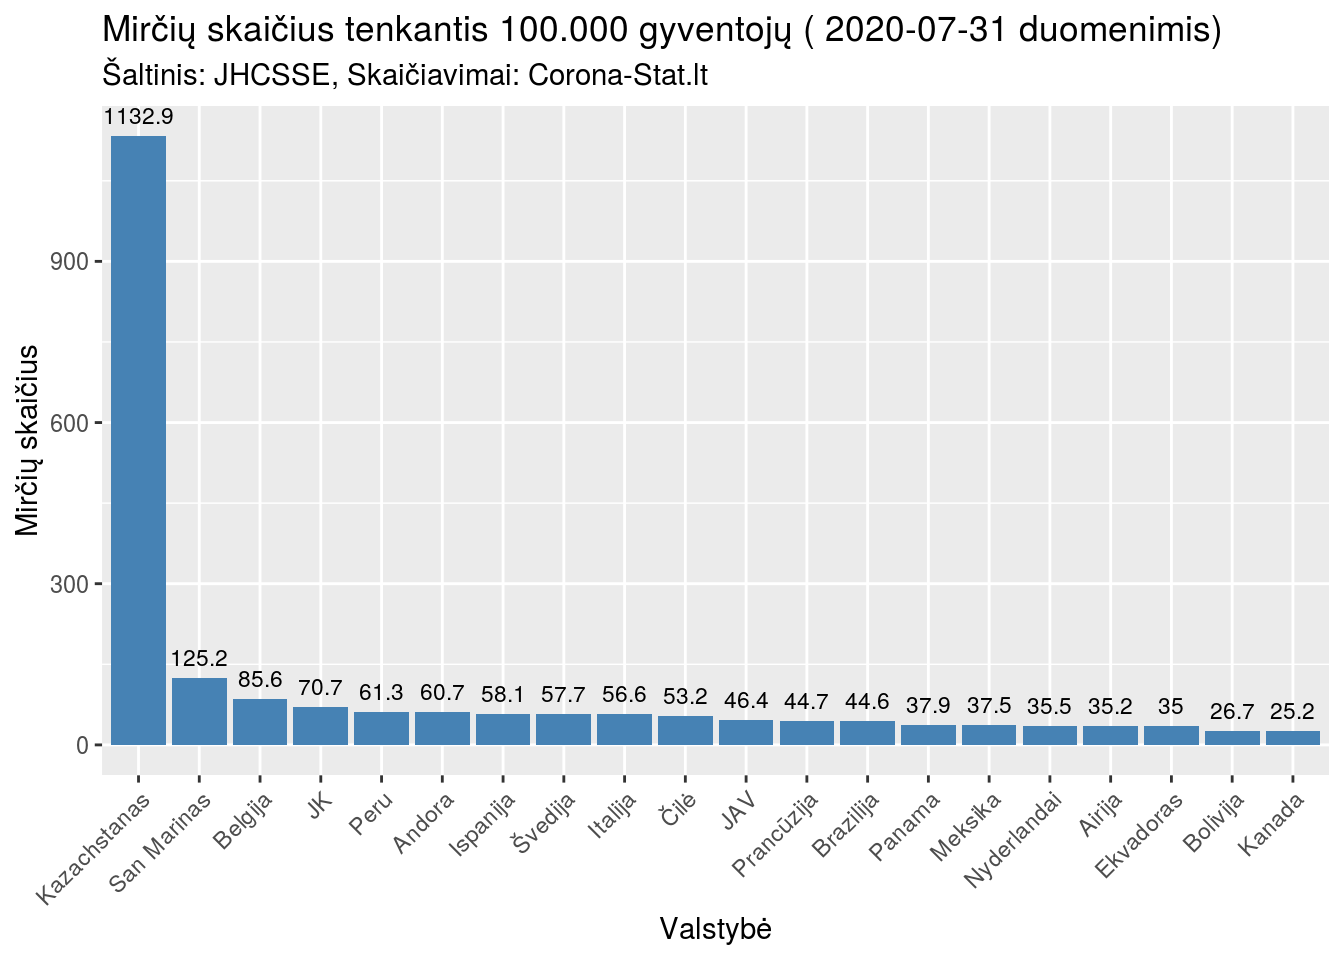 Mirčių skaičius tenkantis 100.000 gyventojų ( 2020-07-31 duomenimis)
Šaltinis: JHCSSE, Skaičiavimai: Corona-Stat.lt
Mirčių skaičius
900
600
300
0
1132.9
125.2
85.6
70.7
61.3
60.7
58.1
57.7
56.6
53.2
46.4
44.7
44.6
37.9
37.5
35.5
35.2
35
26.7
25.2
Kazachstanas
San Marinas
Belgija
JK
Peru
Andora
Ispanija
Švedija
Italija
Čilė
JAV
Prancūzija
Brazilija
Panama
Meksika
Nyderlandai
Airija
Ekvadoras
Bolivija
Kanada
Valstybė